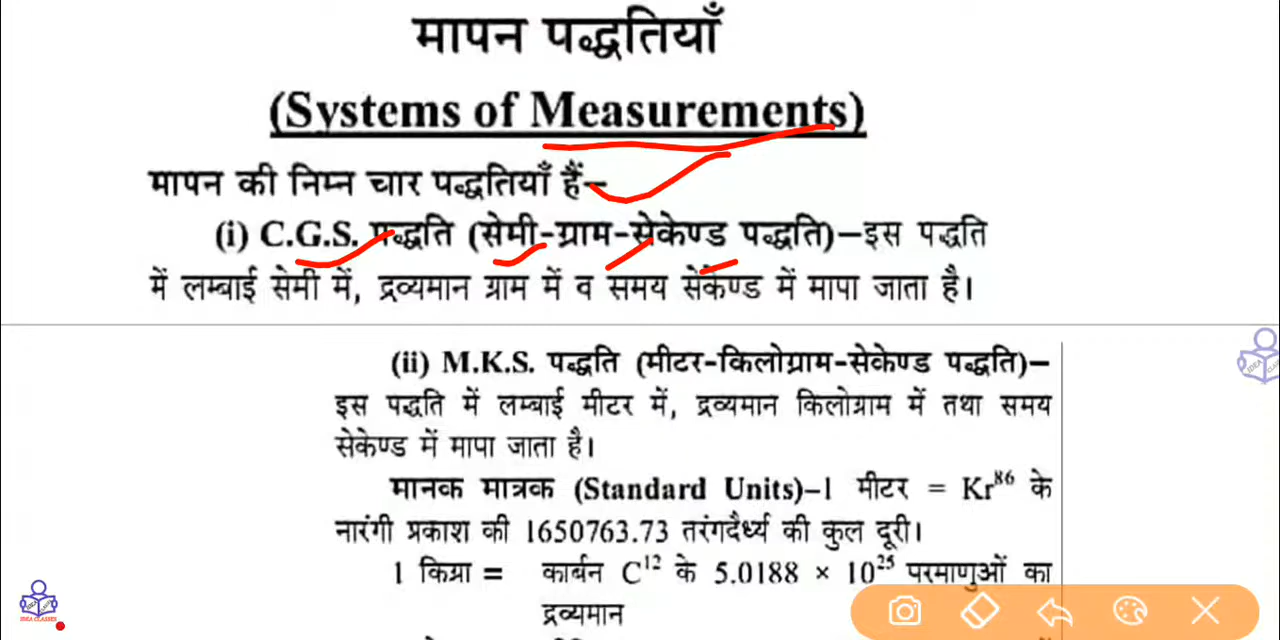 मापन पद्धतियाँ
(Systems of Measurements)
मापन की निम्न चार पद्धतियाँ हैं–
(i) C.G.S. पद्धति (सेमी-ग्राम-सेकेण्ड पद्धति)–इस पद्धति
में लम्बाई सेमी में, द्रव्यमान ग्राम में व समय सेकेण्ड में मापा जाता है।
(ii) M.K.S. पद्धति (मीटर-किलोग्राम-सेकेण्ड पद्धति)–
इस पद्धति में लम्बाई मीटर में, द्रव्यमान किलोग्राम में तथा समय
सेकेण्ड में मापा जाता है।
मानक मात्रक (Standard Units)–1 मीटर = Kr⁸⁶ के
नारंगी प्रकाश की 1650763.73 तरंगदैर्ध्य की कुल दूरी।
1 किग्रा = कार्बन C¹² के 5.0188 × 10²⁵ परमाणुओं का
द्रव्यमान
IDEA CLASSES